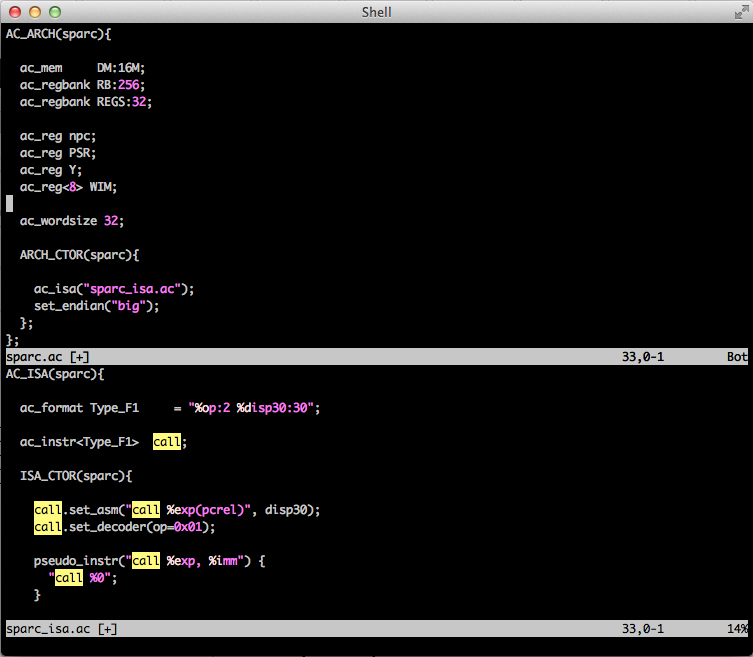 Shell
AC_ARCH(sparc){
ac_mem     DM:16M;
ac_regbank RB:256;
ac_regbank REGS:32;
ac_reg npc;
ac_reg PSR;
ac_reg Y;
ac_reg<8> WIM;
ac_wordsize 32;
ARCH_CTOR(sparc){
ac_isa("sparc_isa.ac");
set_endian("big");
};
};
sparc.ac [+] 33,0-1 Bot
AC_ISA(sparc){
ac_format Type_F1     = "%op:2 %disp30:30";
ac_instr<Type_F1>  call;
ISA_CTOR(sparc){
call.set_asm("call %exp(pcrel)", disp30);
call.set_decoder(op=0x01);
pseudo_instr("call %exp, %imm") {
"call %0";
}
sparc_isa.ac [+] 33,0-1 14%